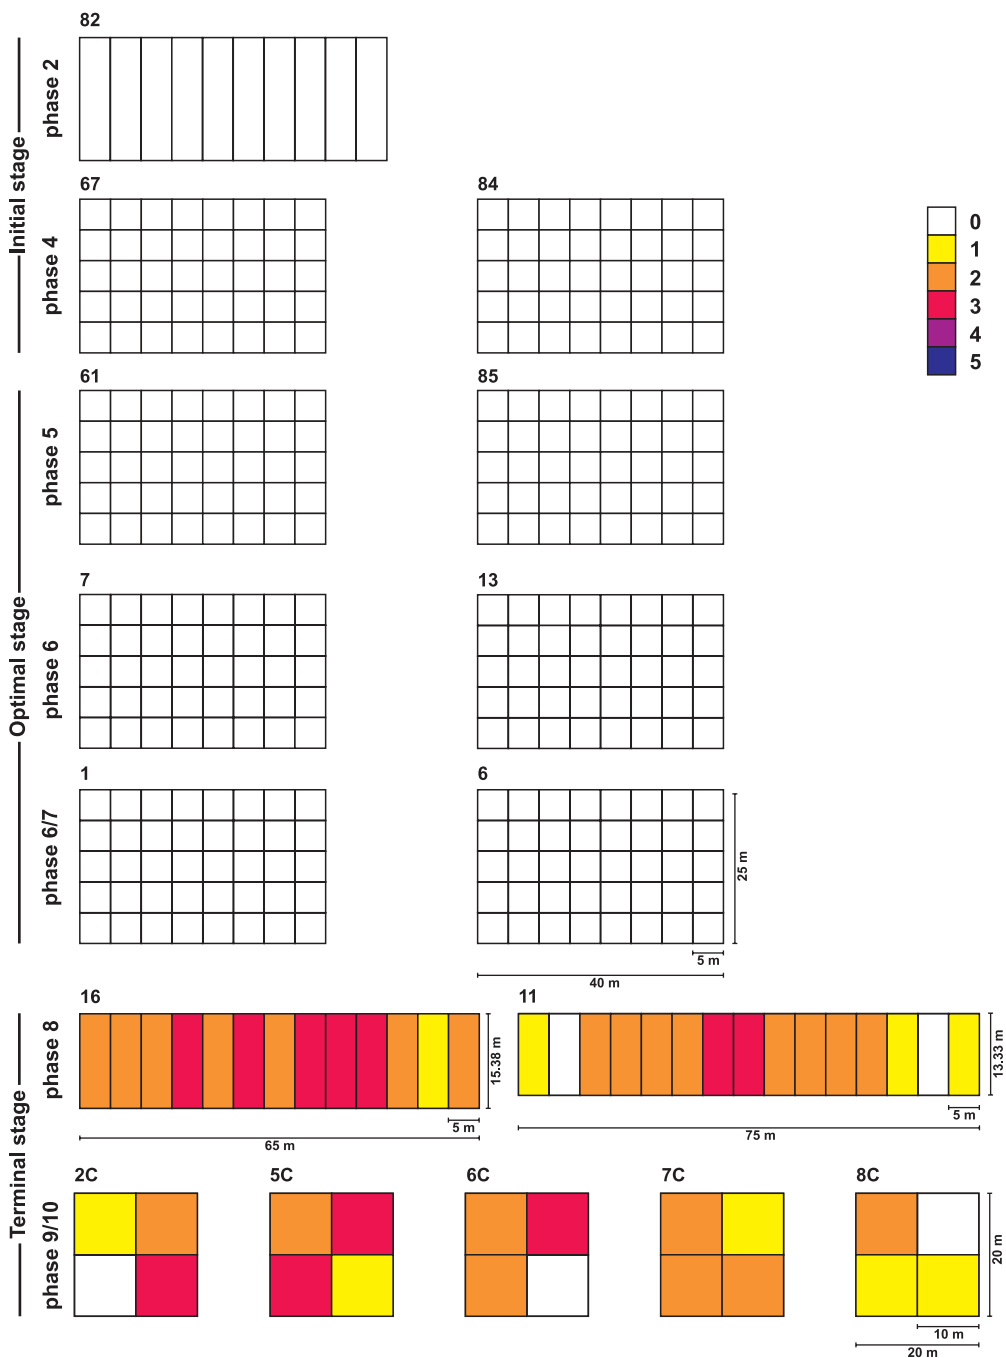 82
Initial stage
phase 2
67
84
phase 4
0
1
2
3
4
5
61
85
Optimal stage
phase 5
7
13
phase 6
1
6
phase 6/7
25 m
5 m
40 m
16
11
Terminal stage
phase 8
15.38 m
13.33 m
5 m
5 m
65 m
75 m
2C
5C
6C
7C
8C
phase 9/10
20 m
10 m
20 m